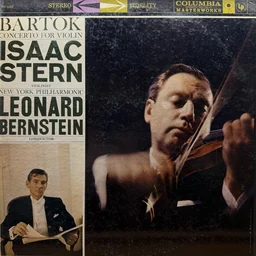 STEREO FIDELITY
COLUMBIA
MASTERWORKS
BARTOK
CONCERTO FOR VIOLIN
ISAAC
STERN
NEW YORK PHILHARMONIC
LEONARD
BERNSTEIN